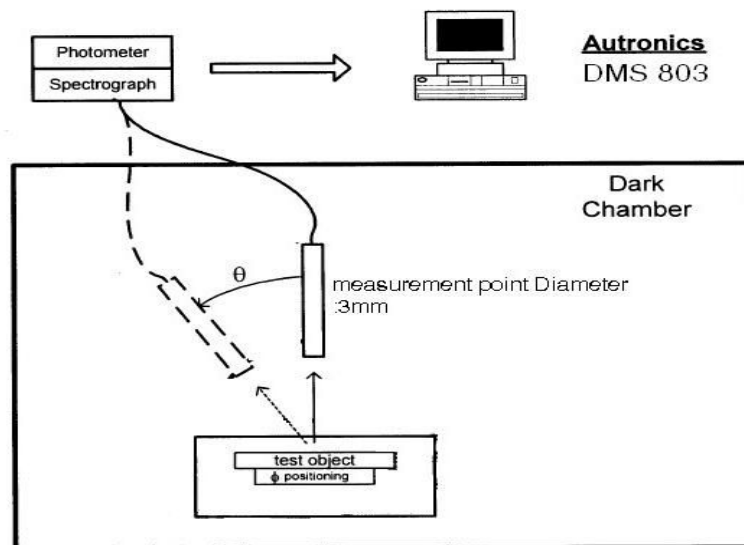 Photometer
Spectrograph
Autronics
DMS 803
Dark
Chamber
θ
measurement point Diameter
:3mm
test object
ϕ positioning